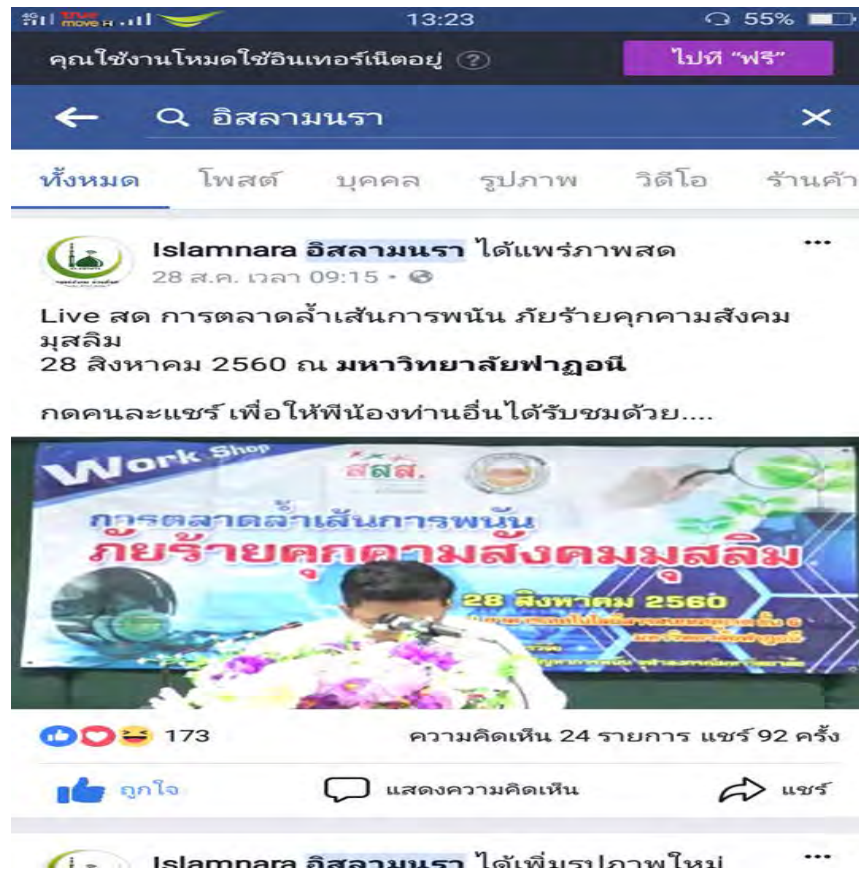 4G move H
13:23
55%
คุณใช้งานโหมดใช้อินเทอร์เน็ตอยู่ ?
ไปที่ “ฟรี”
อิสลามนรา
ทั้งหมด โพสต์ บุคคล รูปภาพ วิดีโอ ร้านค้า
Islamnara อิสลามนรา ได้แพร่ภาพสด
28 ส.ค. เวลา 09:15
Live สด การตลาดล้ำเส้นการพนัน ภัยร้ายคุกคามสังคม
มุสลิม
28 สิงหาคม 2560 ณ มหาวิทยาลัยฟาฏอนี
กดคนละแชร์ เพื่อให้พี่น้องท่านอื่นได้รับชมด้วย....
Work Shop
สสส.
การตลาดล้ำเส้นการพนัน
ภัยร้ายคุกคามสังคมมุสลิม
28 สิงหาคม 2560
มหาวิทยาลัยฟาฏอนี
173
ความคิดเห็น 24 รายการ แชร์ 92 ครั้ง
ถูกใจ แสดงความคิดเห็น แชร์
Islamnara อิสลามนรา ได้เพิ่มรูปภาพใหม่